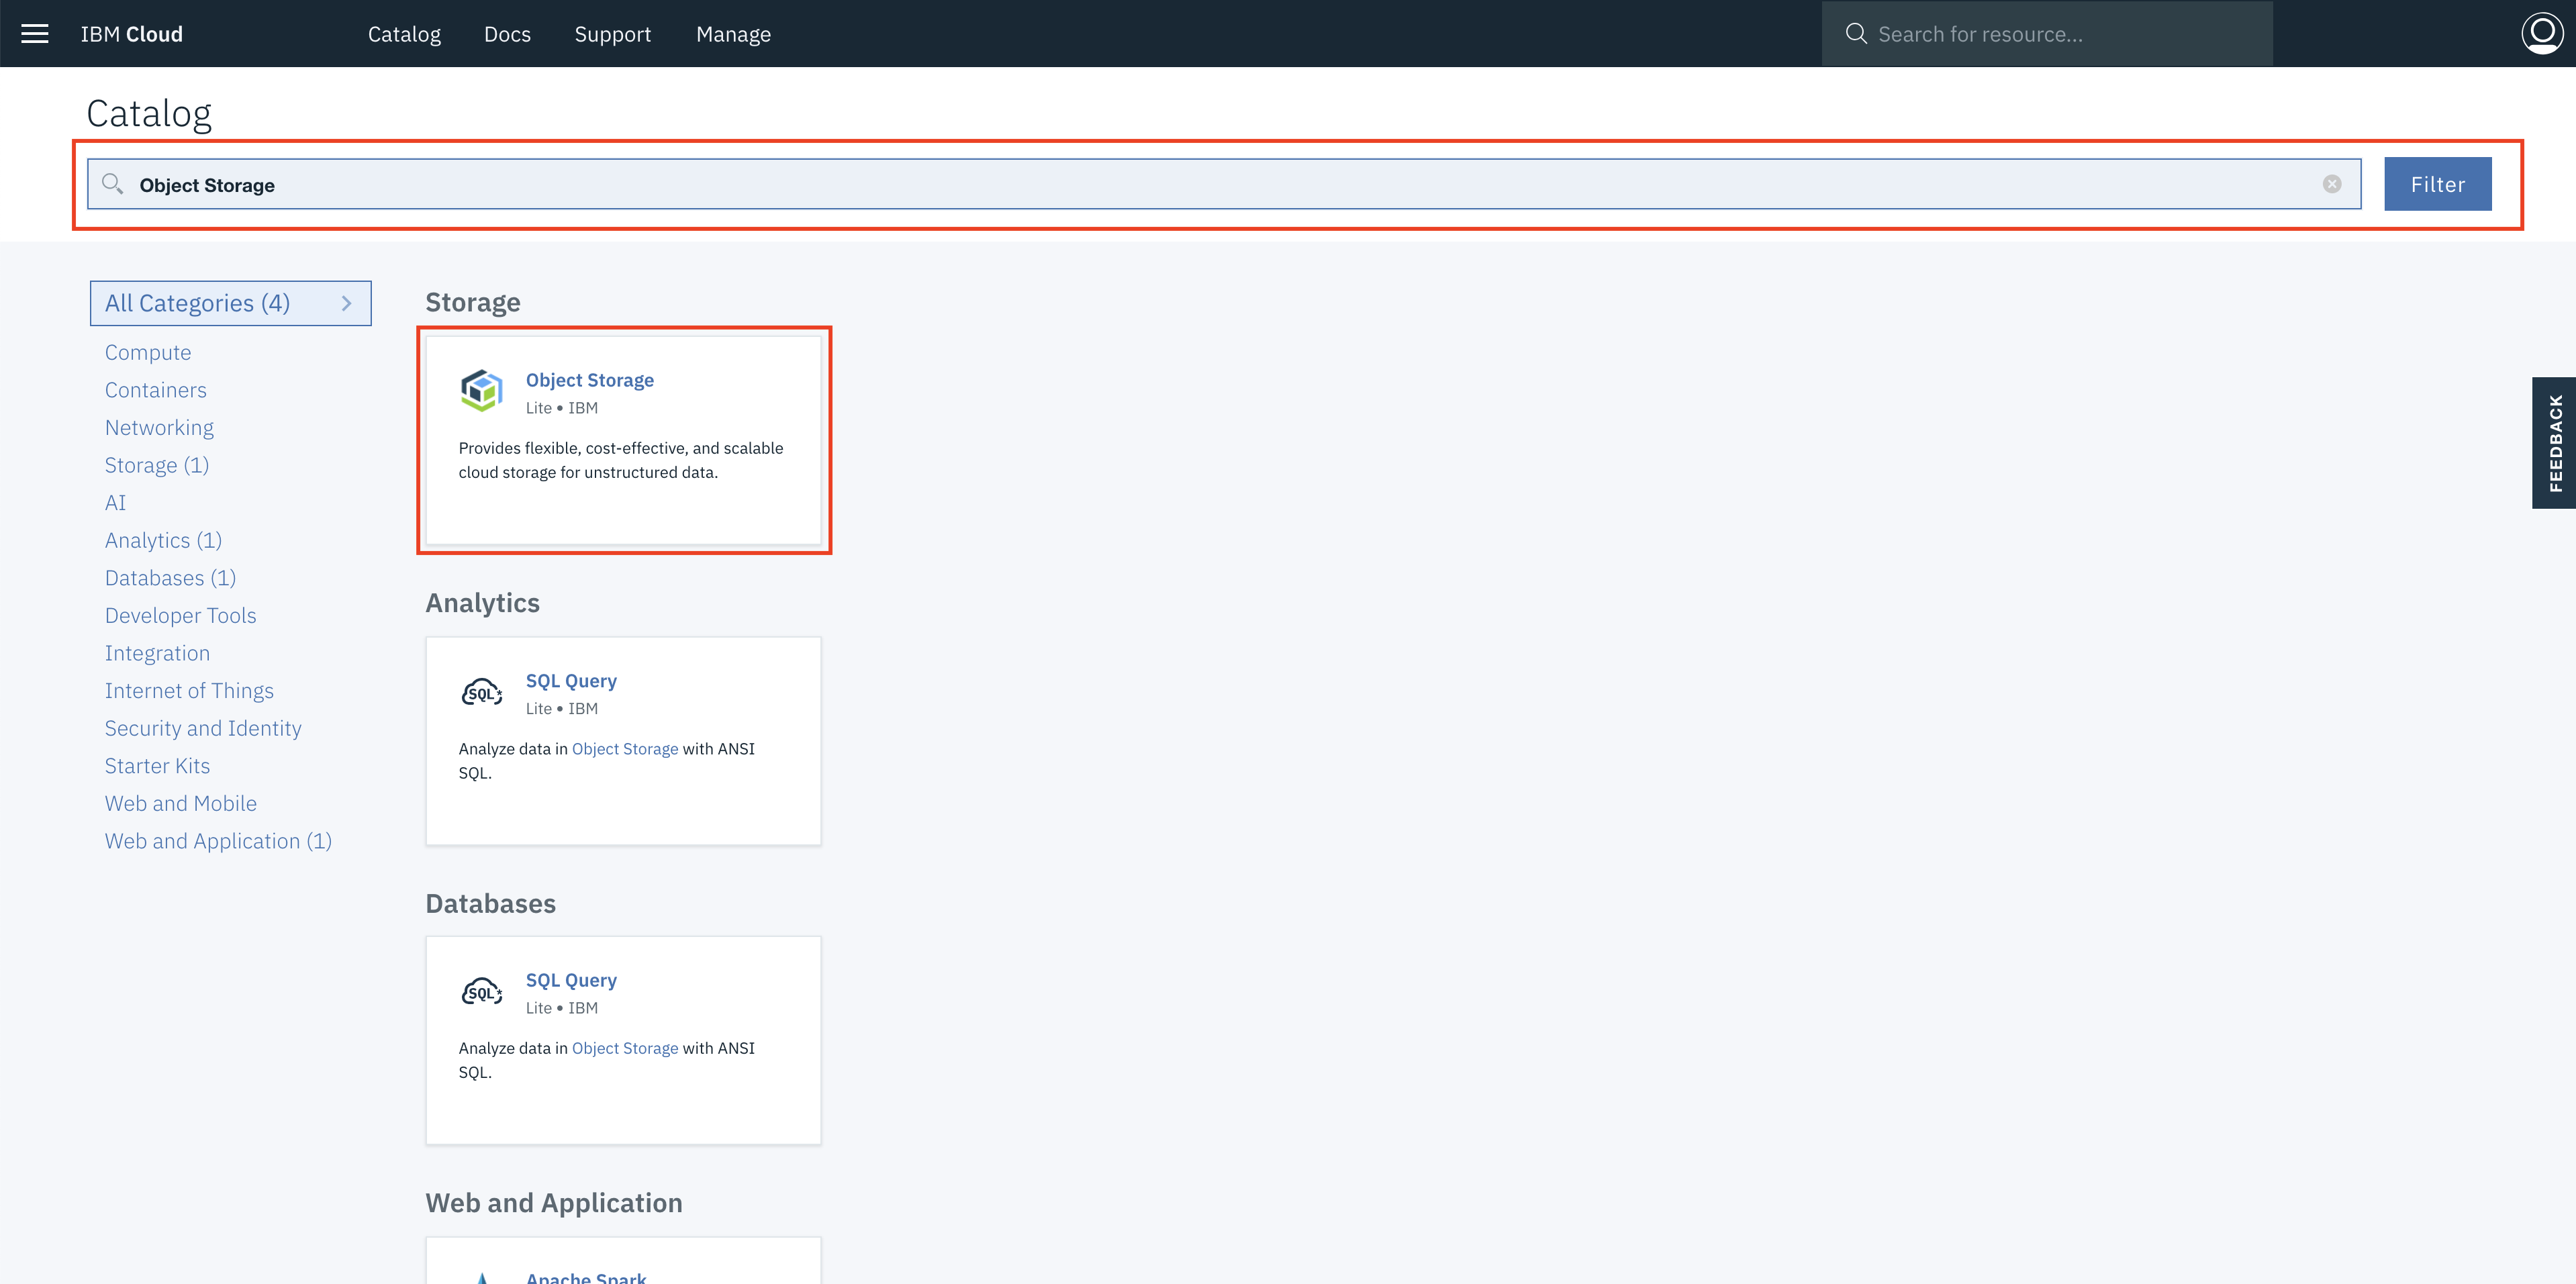 IBM Cloud
Catalog
Docs
Support
Manage
Search for resource...
Catalog
Object Storage
Filter
All Categories (4)
Compute
Containers
Networking
Storage (1)
AI
Analytics (1)
Databases (1)
Developer Tools
Integration
Internet of Things
Security and Identity
Starter Kits
Web and Mobile
Web and Application (1)
Storage
Object Storage
Lite • IBM
Provides flexible, cost-effective, and scalable
cloud storage for unstructured data.
Analytics
SQL
SQL Query
Lite • IBM
Analyze data in Object Storage with ANSI
SQL.
Databases
SQL
SQL Query
Lite • IBM
Analyze data in Object Storage with ANSI
SQL.
Web and Application
Apache Spark
FEEDBACK